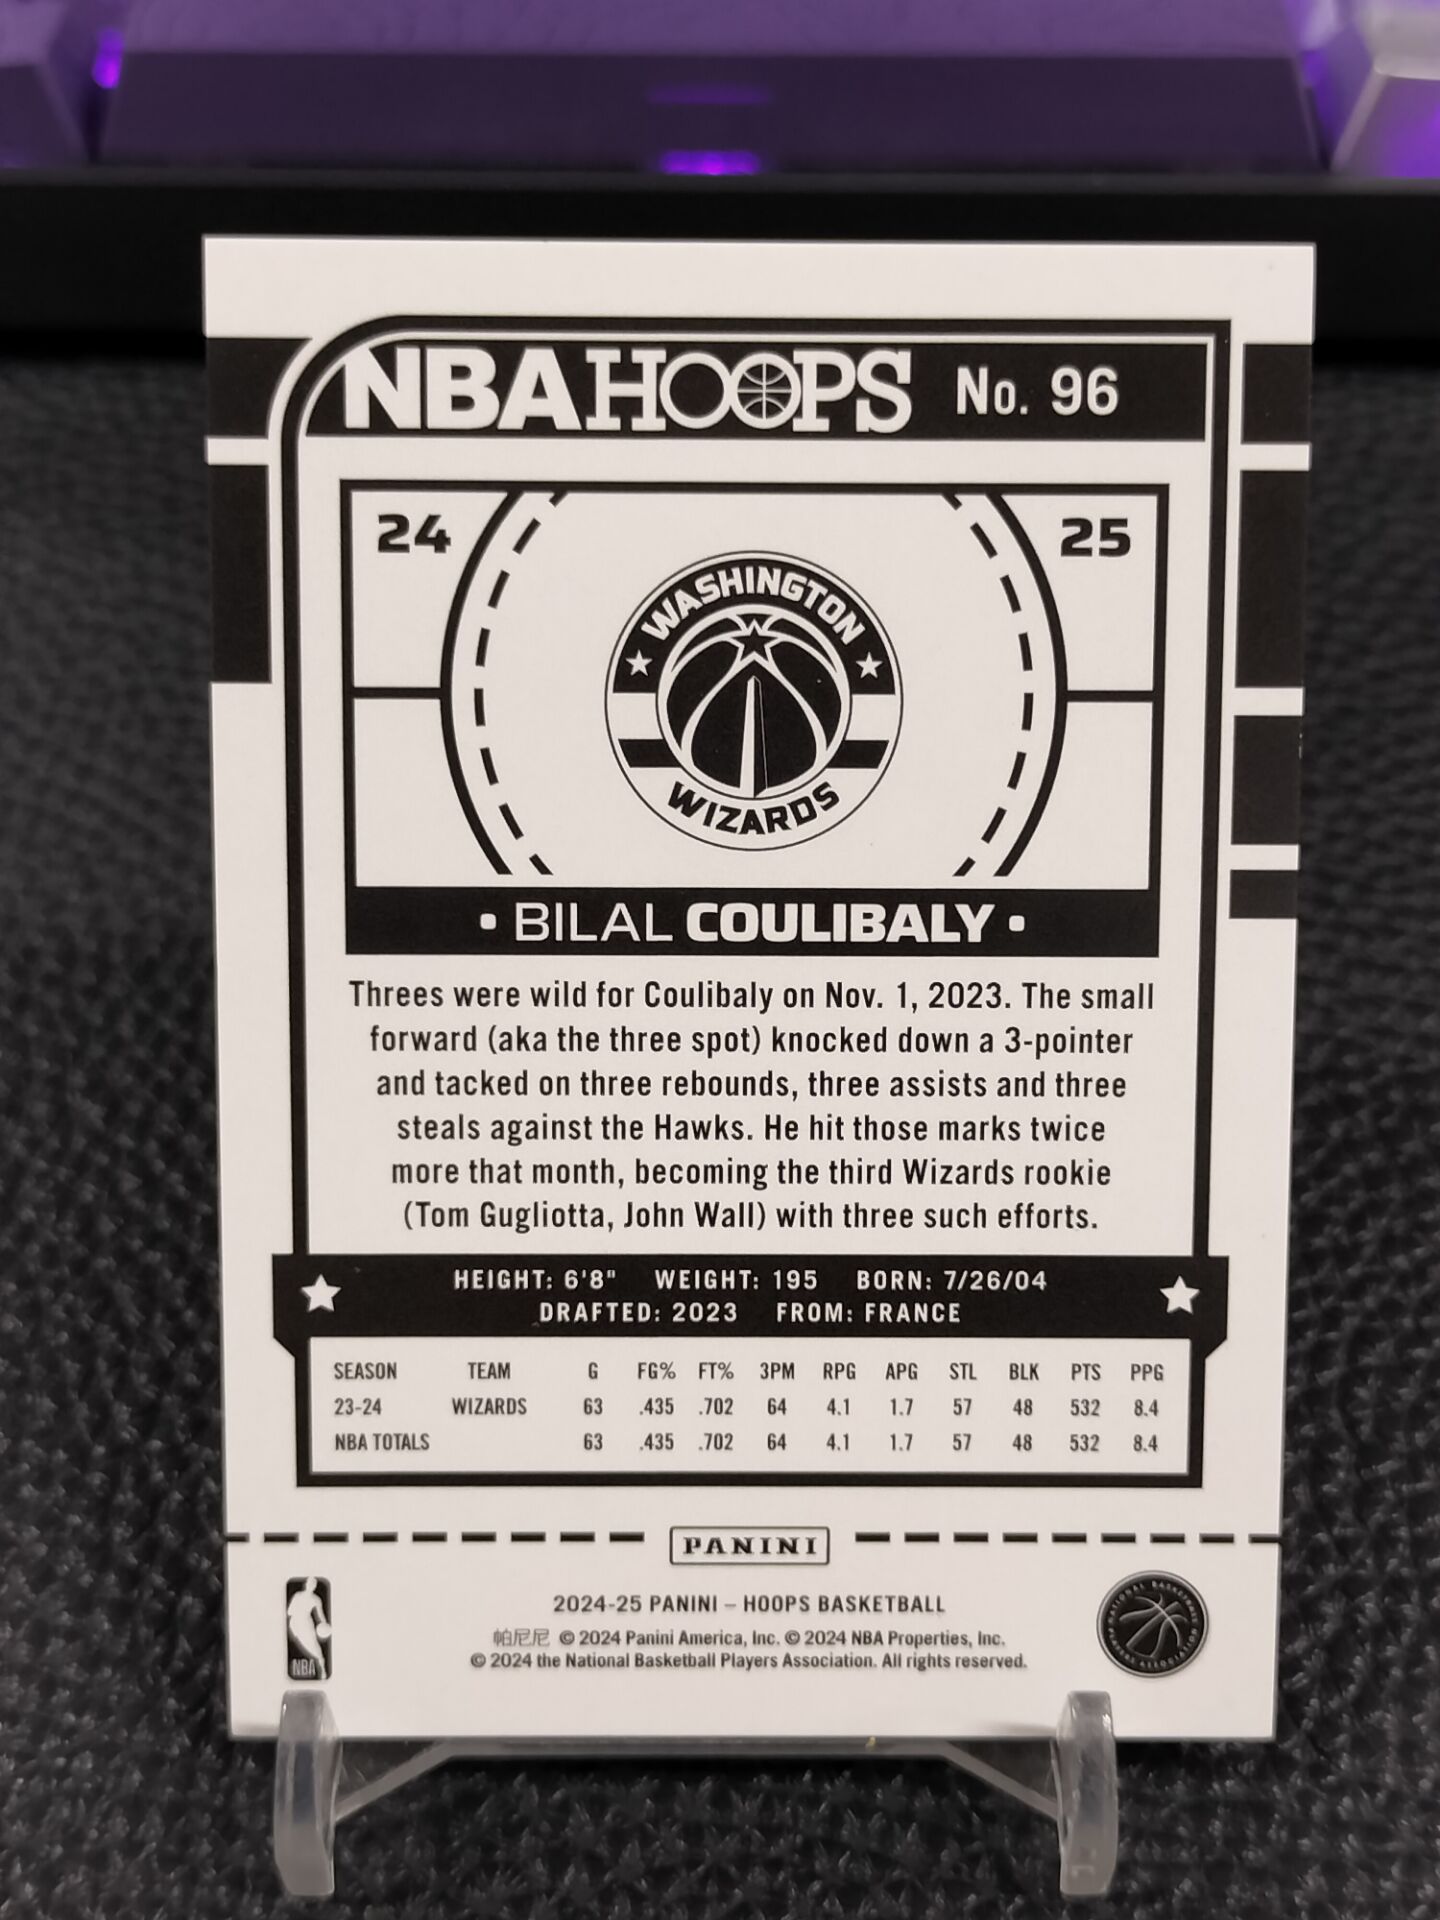 NBA HOOPS No. 96
24 25
WASHINGTON
WIZARDS
• BILAL COULIBALY •
Threes were wild for Coulibaly on Nov. 1, 2023. The small
forward (aka the three spot) knocked down a 3-pointer
and tacked on three rebounds, three assists and three
steals against the Hawks. He hit those marks twice
more that month, becoming the third Wizards rookie
(Tom Gugliotta, John Wall) with three such efforts.
HEIGHT: 6'8" WEIGHT: 195 BORN: 7/26/04
DRAFTED: 2023 FROM: FRANCE
SEASON TEAM G FG% FT% 3PM RPG APG STL BLK PTS PPG
23-24 WIZARDS 63 .435 .702 64 4.1 1.7 57 48 532 8.4
NBA TOTALS 63 .435 .702 64 4.1 1.7 57 48 532 8.4
PANINI
2024-25 PANINI – HOOPS BASKETBALL
帕尼尼 © 2024 Panini America, Inc. © 2024 NBA Properties, Inc.
© 2024 the National Basketball Players Association. All rights reserved.
NBA
NATIONAL BASKETBALL
PLAYERS ASSOCIATION